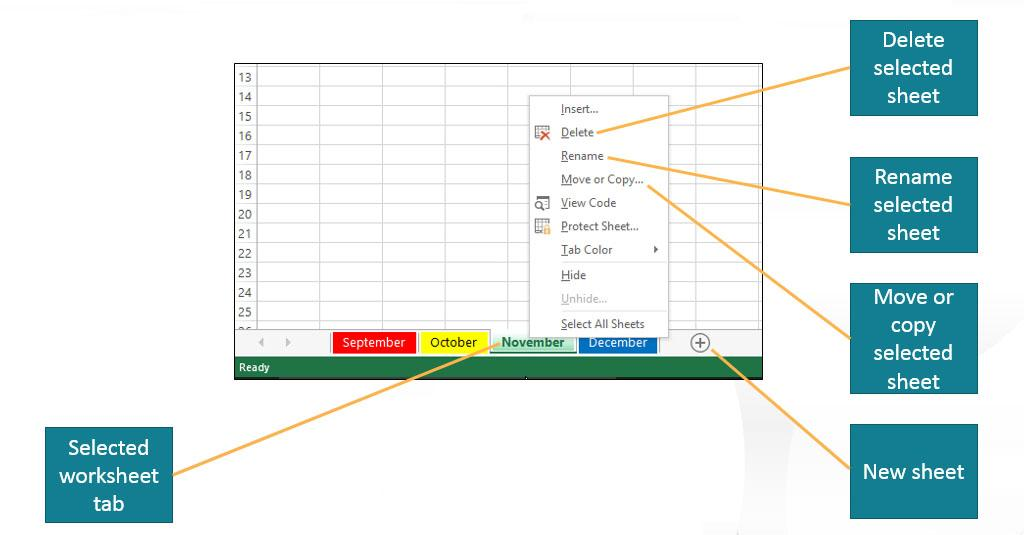 Delete
selected
sheet
13
14
15
16
17
18
19
20
21
22
23
24
25
Insert...
Delete
Rename
Move or Copy...
View Code
Protect Sheet...
Tab Color
Hide
Unhide...
Select All Sheets
Rename
selected
sheet
Move or
copy
selected
sheet
September October November December
Ready
Selected
worksheet
tab
New sheet